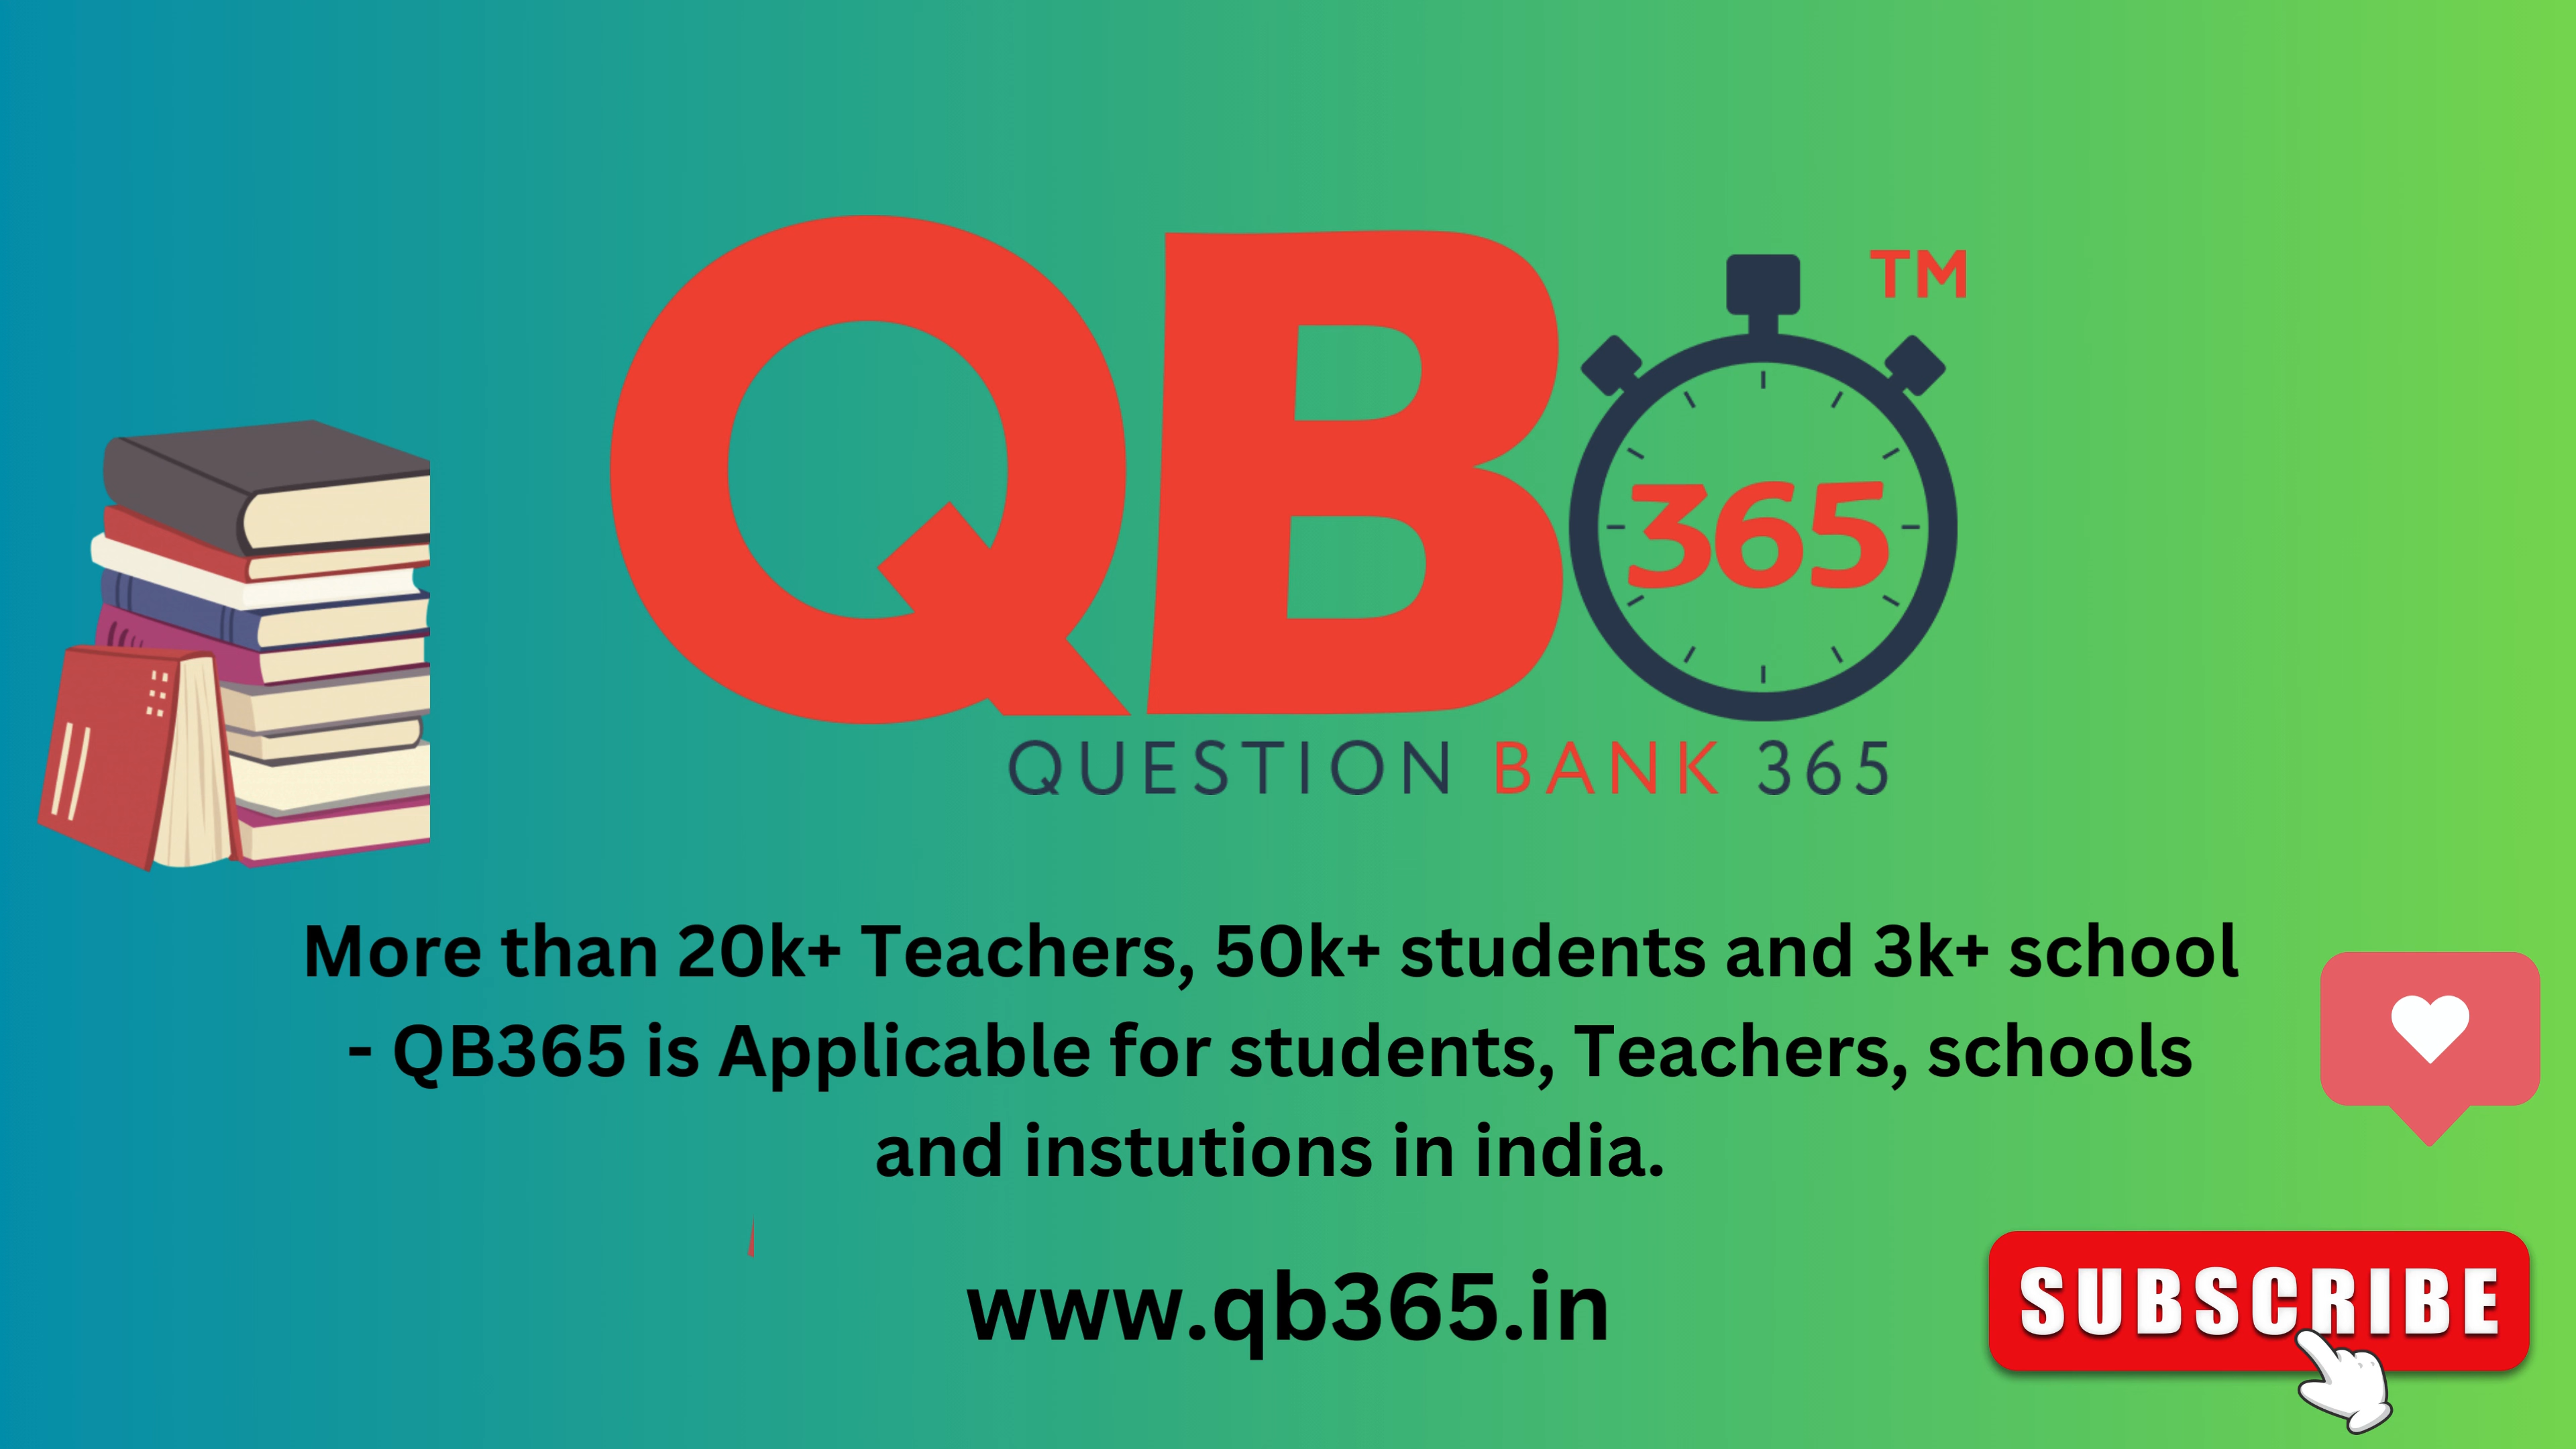 QB
TM
365
QUESTION BANK 365
More than 20k+ Teachers, 50k+ students and 3k+ school
- QB365 is Applicable for students, Teachers, schools
and instutions in india.
www.qb365.in
SUBSCRIBE